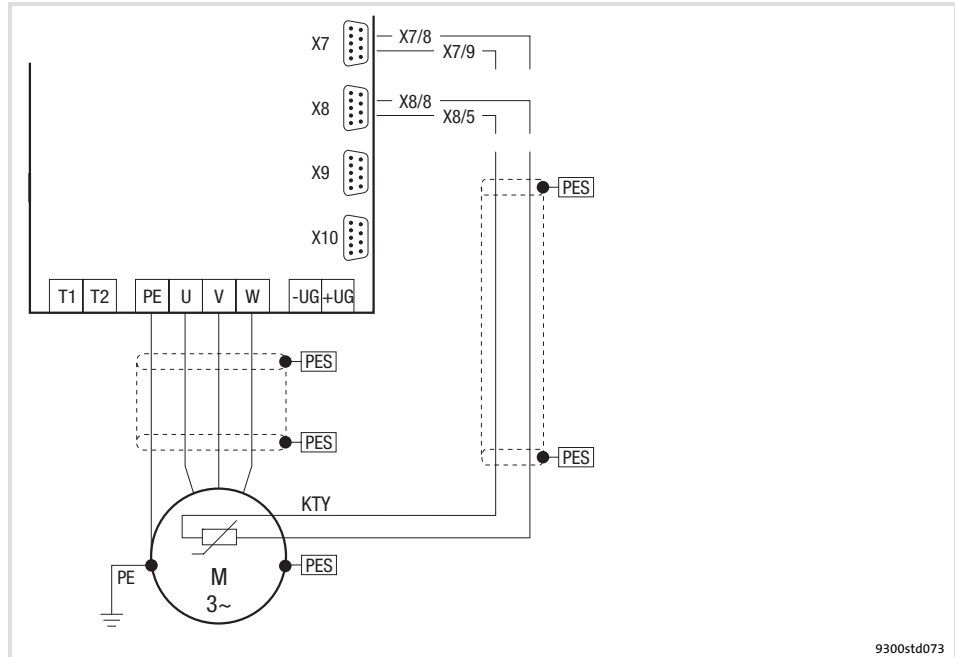 X7
X7/8
X7/9
X8
X8/8
X8/5
X9
PES
X10
T1 T2 PE U V W -UG +UG
PES
PES
PES
KTY
PES
PE
M
3~
9300std073